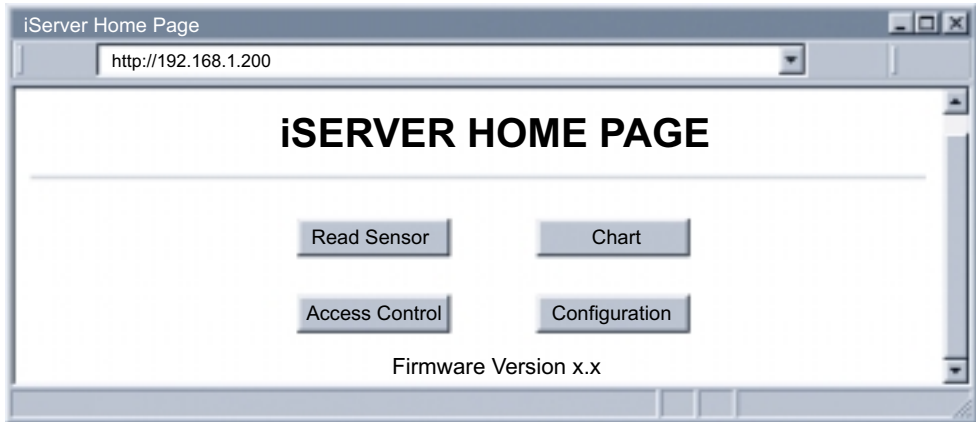 iServer Home Page
http://192.168.1.200
iSERVER HOME PAGE
Read Sensor Chart
Access Control Configuration
Firmware Version x.x